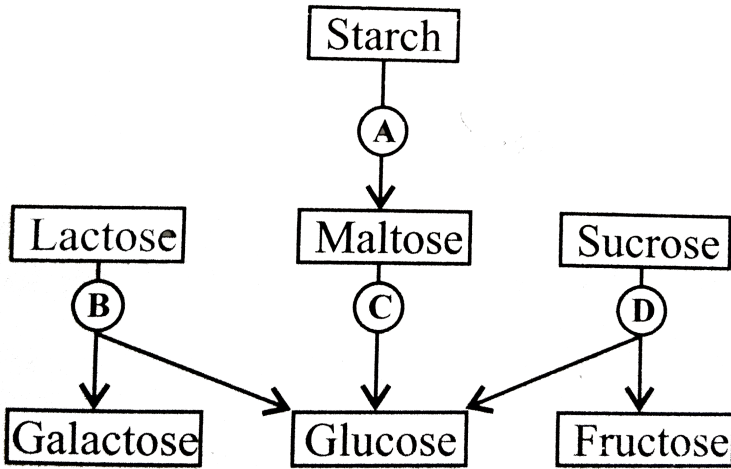 Starch
A
Lactose
Maltose
Sucrose
B
C
D
Galactose
Glucose
Fructose